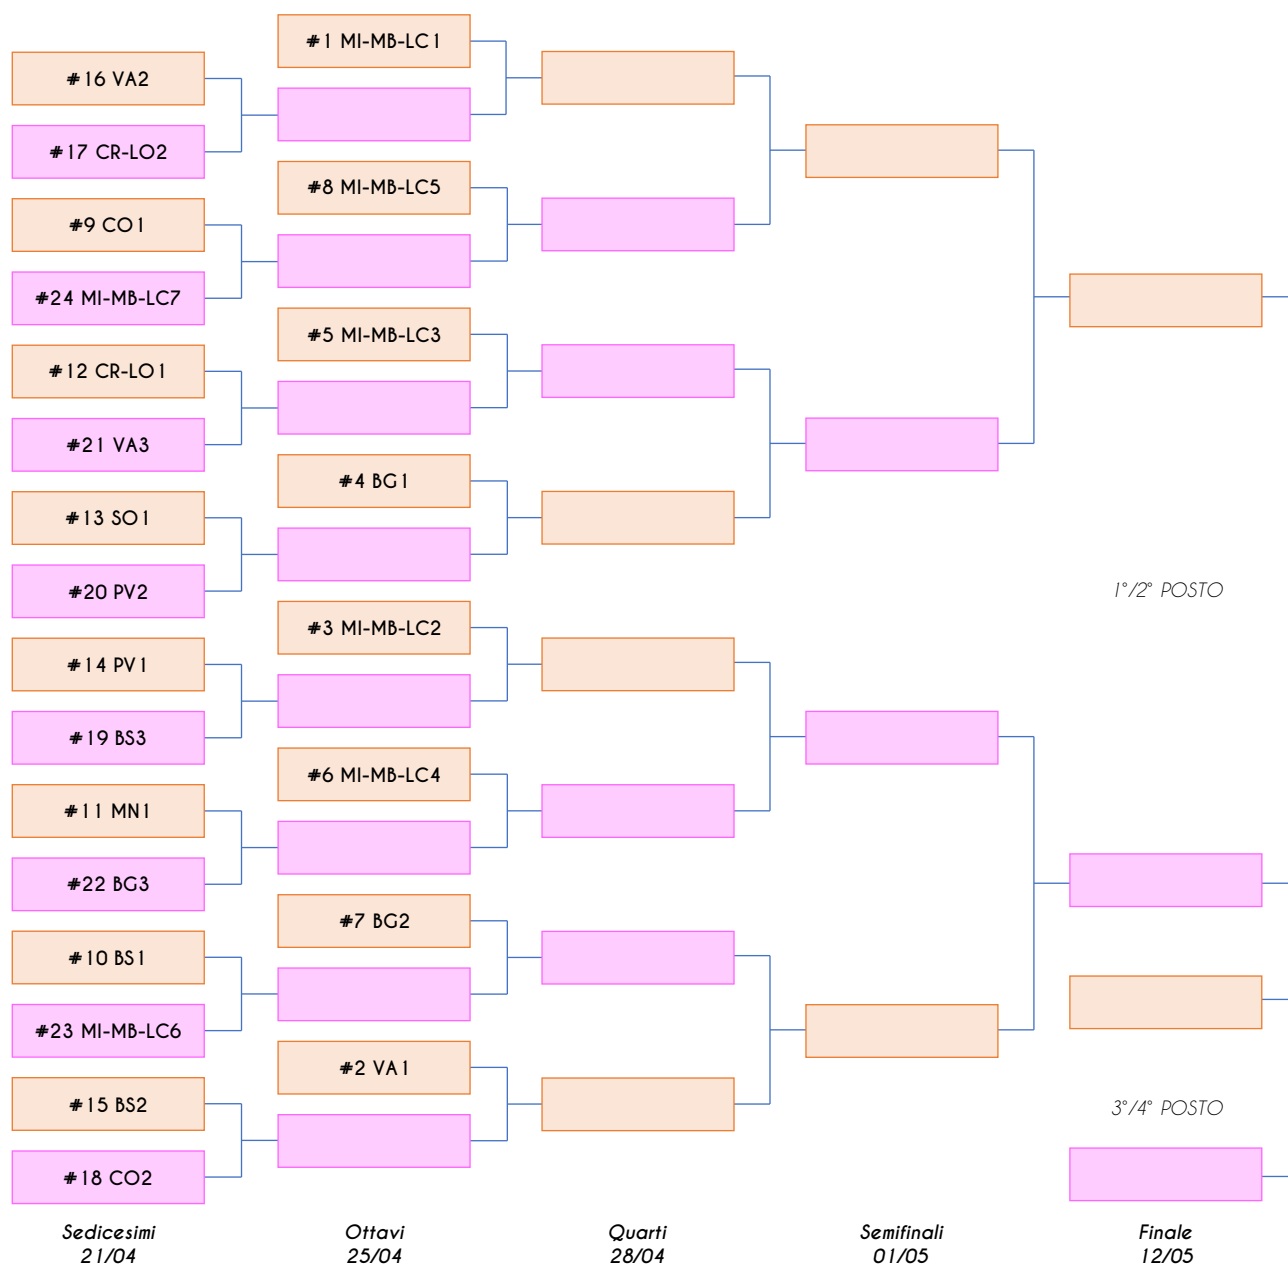 #16 VA2
#17 CR-LO2
#9 CO1
#24 MI-MB-LC7
#12 CR-LO1
#21 VA3
#13 SO1
#20 PV2
#14 PV1
#19 BS3
#11 MN1
#22 BG3
#10 BS1
#23 MI-MB-LC6
#15 BS2
#18 CO2
Sedicesimi
21/04
#1 MI-MB-LC1
#8 MI-MB-LC5
#5 MI-MB-LC3
#4 BG1
#3 MI-MB-LC2
#6 MI-MB-LC4
#7 BG2
#2 VA1
Ottavi
25/04
Quarti
28/04
Semifinali
01/05
1°/2° POSTO
3°/4° POSTO
Finale
12/05